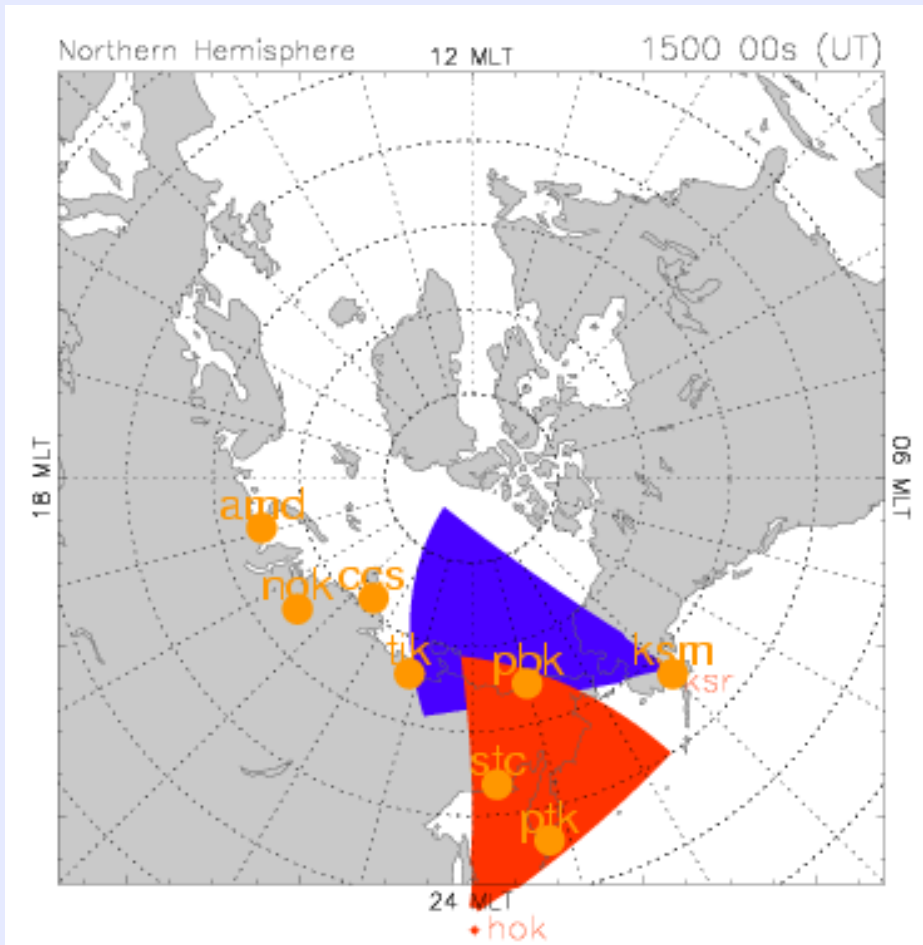 Northern Hemisphere
12 MLT
1500 00s (UT)
18 MLT
06 MLT
amd
nok
ccs
tik
pbk
ksm
ksr
stc
ptk
24 MLT
hok